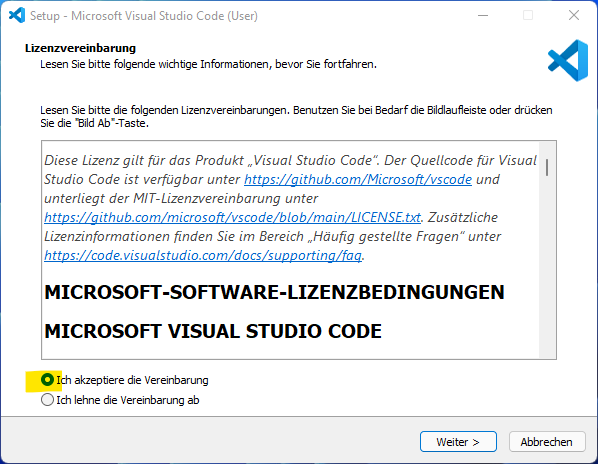 Setup - Microsoft Visual Studio Code (User)
Lizenzvereinbarung
Lesen Sie bitte folgende wichtige Informationen, bevor Sie fortfahren.
Lesen Sie bitte die folgenden Lizenzvereinbarungen. Benutzen Sie bei Bedarf die Bildlaufleiste oder drücken
Sie die "Bild Ab"-Taste.
Diese Lizenz gilt für das Produkt „Visual Studio Code“. Der Quellcode für Visual
Studio Code ist verfügbar unter https://github.com/Microsoft/vscode und
unterliegt der MIT-Lizenzvereinbarung unter
https://github.com/microsoft/vscode/blob/main/LICENSE.txt. Zusätzliche
Lizenzinformationen finden Sie im Bereich „Häufig gestellte Fragen“ unter
https://code.visualstudio.com/docs/supporting/faq.
MICROSOFT-SOFTWARE-LIZENZBEDINGUNGEN
MICROSOFT VISUAL STUDIO CODE
Ich akzeptiere die Vereinbarung
Ich lehne die Vereinbarung ab
Weiter >
Abbrechen